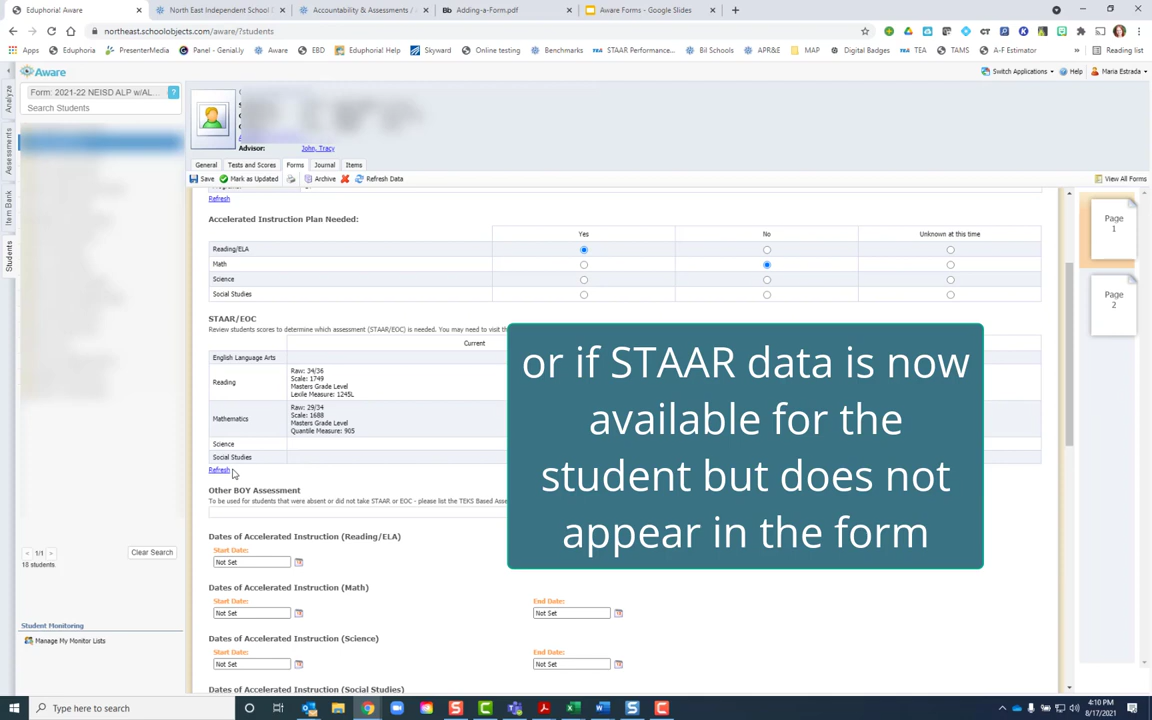 Eduphoria! Aware
North East Independent School D
Accountability & Assessments / A
Adding-a-Form.pdf
Aware Forms - Google Slides
northeast.schoolobjects.com/aware/?students
Apps
Eduphoria
PresenterMedia
Panel - Genial.ly
Aware
EBD
Eduphoria! Help
Skyward
Online testing
Benchmarks
STAAR Performance...
Bil Schools
APR&E
MAP
Digital Badges
TEA
TAMS
A-F Estimator
Reading list
Aware
Switch Applications
Help
Maria Estrada
Analyze
Assessments
Item Bank
Students
Form: 2021-22 NEISD ALP w/AL...
?
Search Students
Advisor:
John, Tracy
General
Tests and Scores
Forms
Journal
Items
Save
Mark as Updated
Archive
Refresh Data
View All Forms
Refresh
Accelerated Instruction Plan Needed:
Yes
No
Unknown at this time
Reading/ELA
Math
Science
Social Studies
STAAR/EOC
Review students scores to determine which assessment (STAAR/EOC) is needed. You may need to visit th
Current
English Language Arts
Reading
Raw: 34/36
Scale: 1749
Masters Grade Level
Lexile Measure: 1245L
Mathematics
Raw: 29/34
Scale: 1688
Masters Grade Level
Quantile Measure: 905
Science
Social Studies
Refresh
or if STAAR data is now
available for the
student but does not
appear in the form
Other BOY Assessment
To be used for students that were absent or did not take STAAR or EOC - please list the TEKS Based Asse
Dates of Accelerated Instruction (Reading/ELA)
Start Date:
Not Set
Dates of Accelerated Instruction (Math)
Start Date:
End Date:
Not Set
Not Set
Dates of Accelerated Instruction (Science)
Start Date:
End Date:
Not Set
Not Set
Dates of Accelerated Instruction (Social Studies)
Page
1
Page
2
1/1
Clear Search
18 students.
Student Monitoring
Manage My Monitor Lists
Type here to search
4:10 PM
8/17/2021